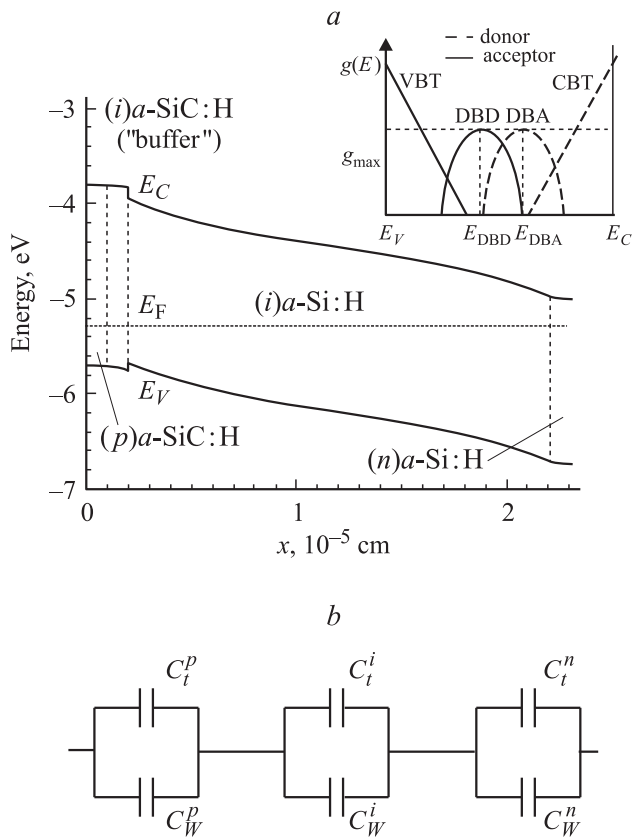 a
donor
acceptor
g(E)
VBT
CBT
DBD
DBA
g_max
E_V
E_DBD
E_DBA
E_C
(i)a-SiC:H
("buffer")
E_C
E_F
(i)a-Si:H
E_V
(p)a-SiC:H
(n)a-Si:H
Energy, eV
–3
–4
–5
–6
–7
0
1
2
x, 10^–5 cm
b
C_t^p
C_t^i
C_t^n
C_W^p
C_W^i
C_W^n